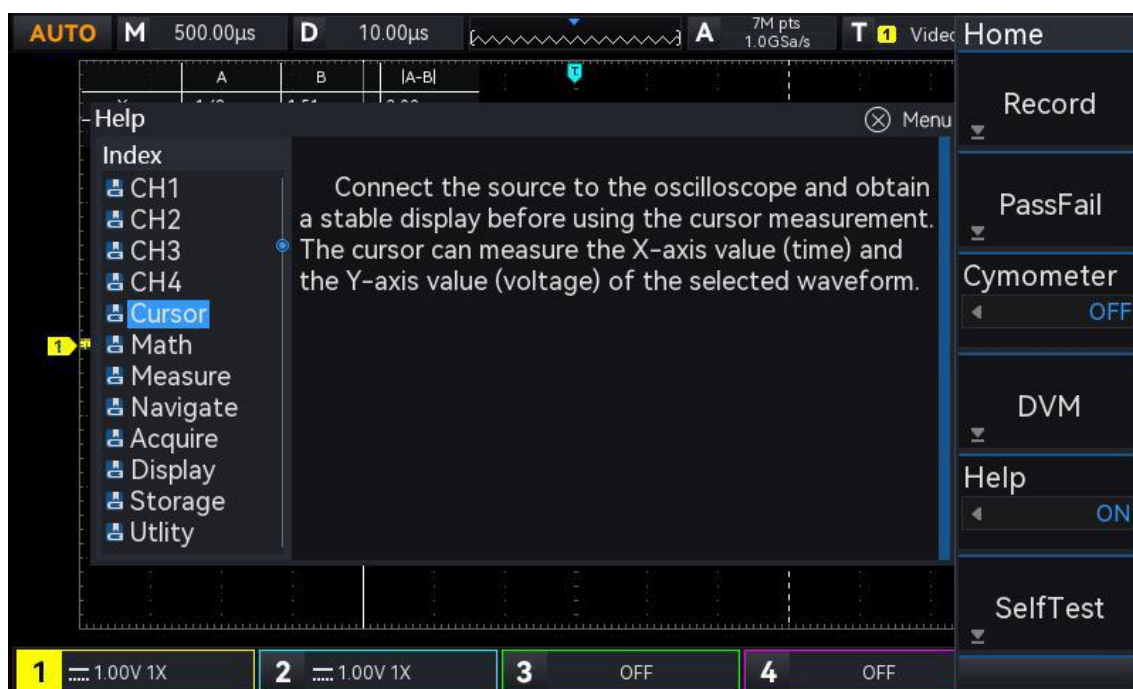 AUTO M 500.00μs D 10.00μs A 7M pts T 1 Home
1.0GSa/s
A B |A-B|
Help Menu
Index
CH1
CH2
CH3
CH4
Cursor
Math
Measure
Navigate
Acquire
Display
Storage
Utlity
Connect the source to the oscilloscope and obtain
a stable display before using the cursor measurement.
The cursor can measure the X-axis value (time) and
the Y-axis value (voltage) of the selected waveform.
T
1
Record
PassFail
Cymometer
OFF
DVM
Help
ON
SelfTest
1 1.00V 1X 2 1.00V 1X 3 OFF 4 OFF